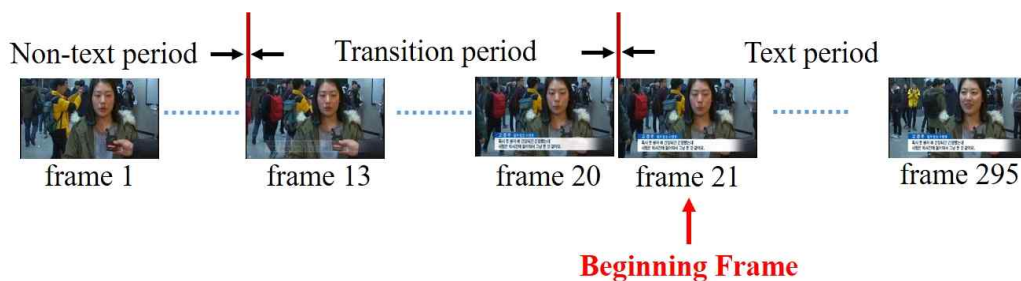 Non-text period
Transition period
Text period
frame 1
frame 13
frame 20
frame 21
frame 295
Beginning Frame